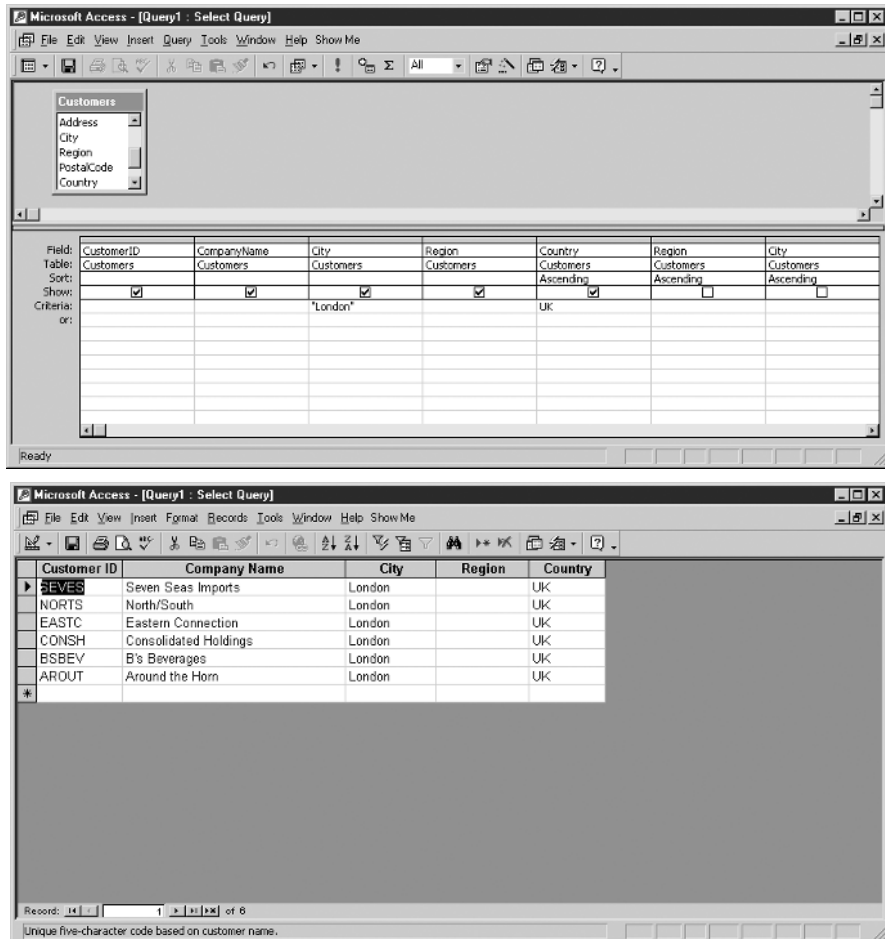 Microsoft Access - [Query1 : Select Query]
File Edit View Insert Query Tools Window Help Show Me
All
Customers
Address
City
Region
PostalCode
Country
Field: CustomerID CompanyName City Region Country Region City
Table: Customers Customers Customers Customers Customers Customers Customers
Sort: Ascending Ascending Ascending
Show:
Criteria: "London" UK
or:
Ready
Microsoft Access - [Query1 : Select Query]
File Edit View Insert Format Records Tools Window Help Show Me
Customer ID Company Name City Region Country
SEVES Seven Seas Imports London UK
NORTS North/South London UK
EASTC Eastern Connection London UK
CONSH Consolidated Holdings London UK
BSBEV B's Beverages London UK
AROUT Around the Horn London UK
Record: 1 of 6
Unique five-character code based on customer name.